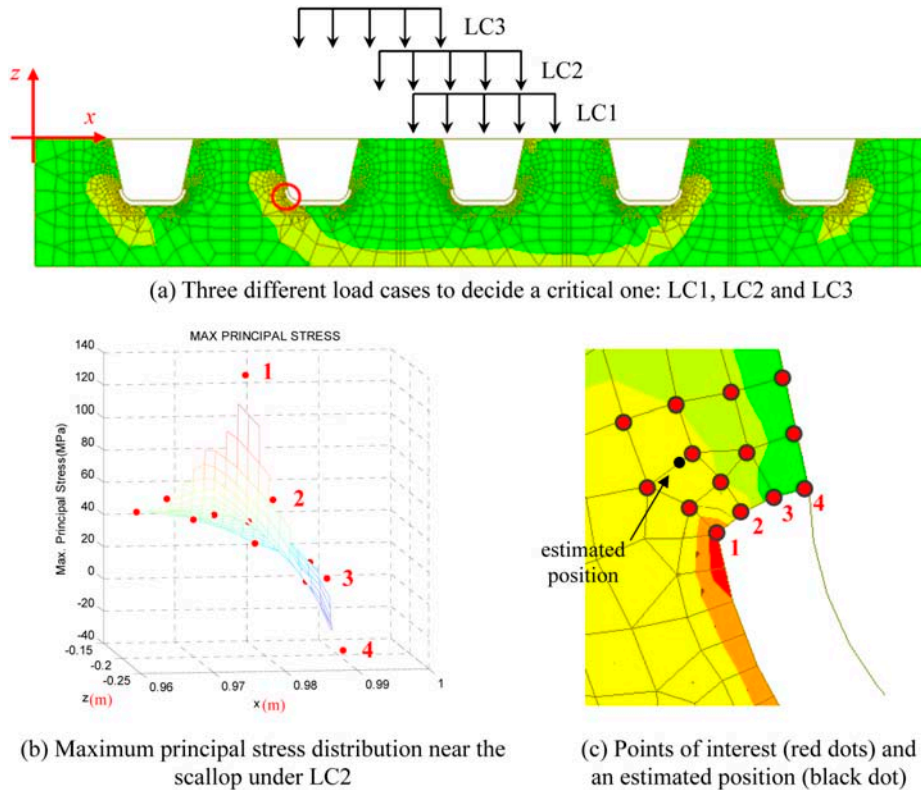 LC3
LC2
LC1
z
x
(a) Three different load cases to decide a critical one: LC1, LC2 and LC3
MAX PRINCIPAL STRESS
Max. Principal Stress(MPa)
140
120
100
80
60
40
20
0
-20
-40
-0.15
-0.2
-0.25
z(m)
0.96
0.97
0.98
0.99
1
x(m)
1
2
3
4
(b) Maximum principal stress distribution near the
scallop under LC2
estimated
position
1
2
3
4
(c) Points of interest (red dots) and
an estimated position (black dot)